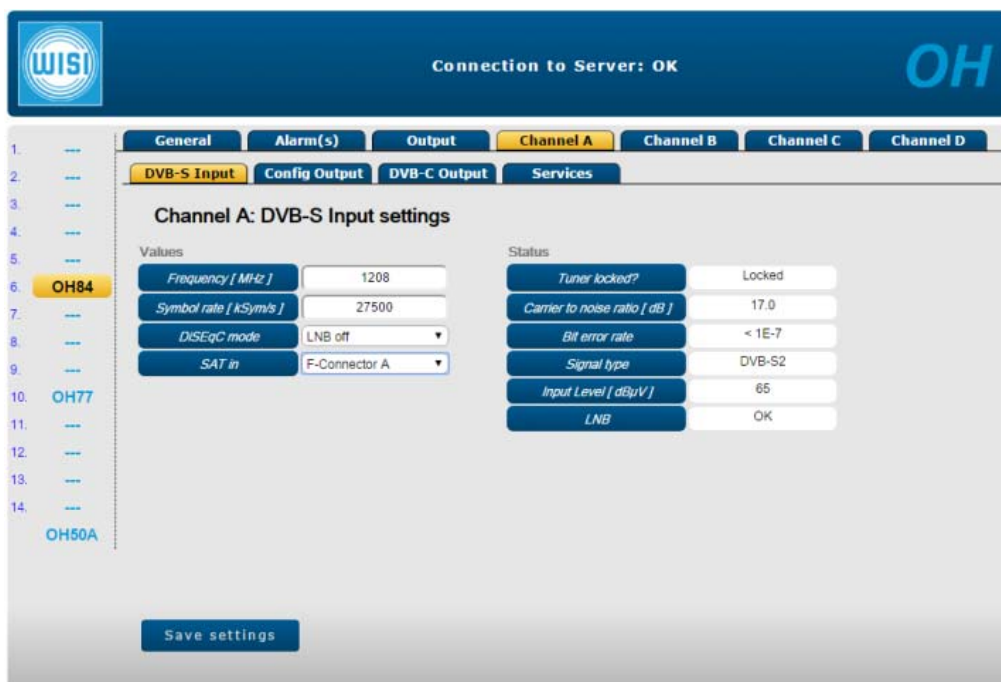 WISI
Connection to Server: OK
OH
General Alarm(s) Output Channel A Channel B Channel C Channel D
DVB-S Input Config Output DVB-C Output Services
Channel A: DVB-S Input settings
Values Status
Frequency [ MHz ] 1208 Tuner locked? Locked
Symbol rate [ kSym/s ] 27500 Carrier to noise ratio [ dB ] 17.0
DiSEqC mode LNB off Bit error rate < 1E-7
SAT in F-Connector A Signal type DVB-S2
Input Level [ dBµV ] 65
LNB OK
1. ---
2. ---
3. ---
4. ---
5. ---
6. OH84
7. ---
8. ---
9. ---
10. OH77
11. ---
12. ---
13. ---
14. ---
OH50A
Save settings